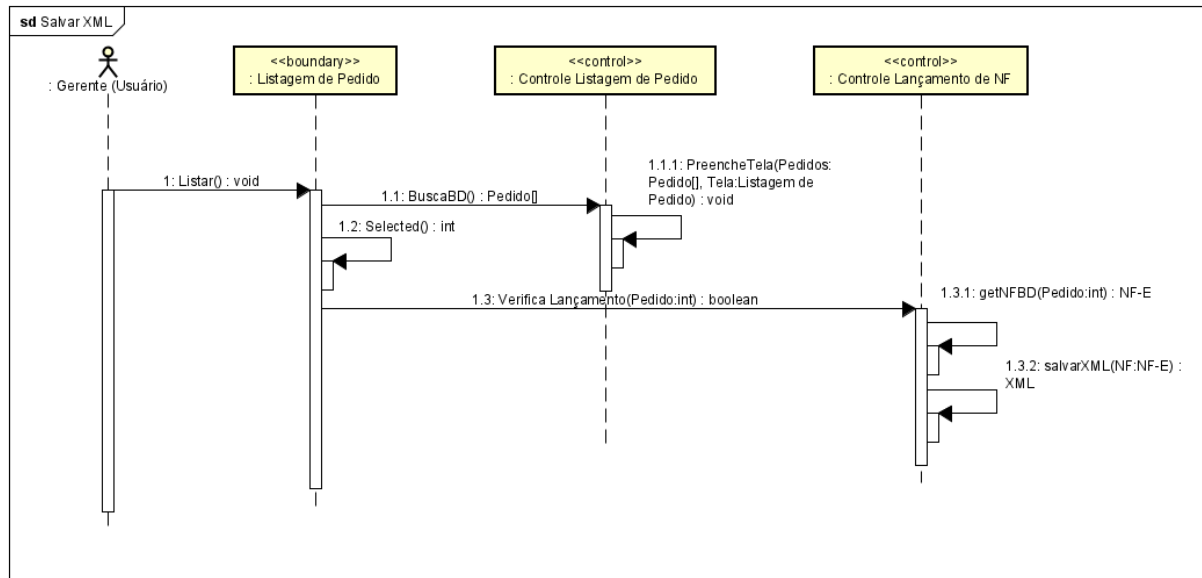 sd Salvar XML
: Gerente (Usuário)
<<boundary>>
: Listagem de Pedido
<<control>>
: Controle Listagem de Pedido
<<control>>
: Controle Lançamento de NF
1: Listar() : void
1.1: BuscaBD() : Pedido[]
1.1.1: PreencheTela(Pedidos:
Pedido[], Tela:Listagem de
Pedido) : void
1.2: Selected() : int
1.3: Verifica Lançamento(Pedido:int) : boolean
1.3.1: getNFBD(Pedido:int) : NF-E
1.3.2: salvarXML(NF:NF-E) :
XML